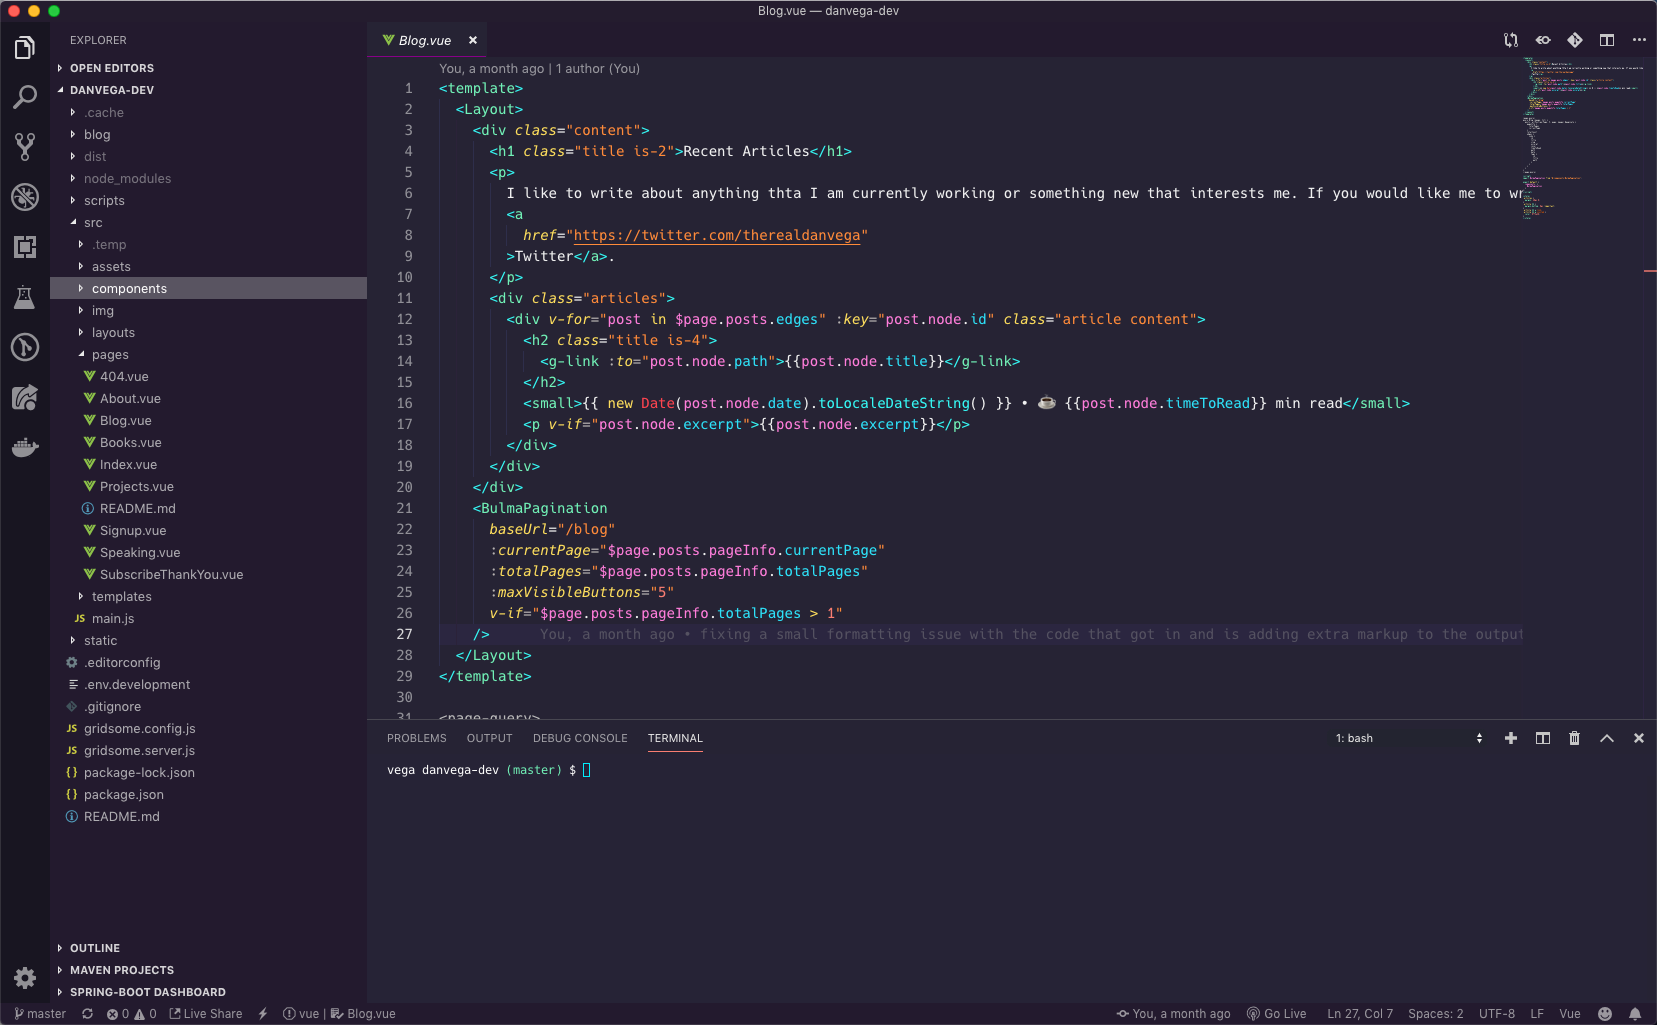 Blog.vue — danvega-dev
EXPLORER
OPEN EDITORS
DANVEGA-DEV
.cache
blog
dist
node_modules
scripts
src
.temp
assets
components
img
layouts
pages
404.vue
About.vue
Blog.vue
Books.vue
Index.vue
Projects.vue
README.md
Signup.vue
Speaking.vue
SubscribeThankYou.vue
templates
JS main.js
static
.editorconfig
.env.development
.gitignore
JS gridsome.config.js
JS gridsome.server.js
{} package-lock.json
{} package.json
README.md
OUTLINE
MAVEN PROJECTS
SPRING-BOOT DASHBOARD
Blog.vue ×
You, a month ago | 1 author (You)
1 <template>
2 <Layout>
3 <div class="content">
4 <h1 class="title is-2">Recent Articles</h1>
5 <p>
6 I like to write about anything thta I am currently working or something new that interests me. If you would like me to wr
7 <a
8 href="https://twitter.com/therealdanvega"
9 >Twitter</a>.
10 </p>
11 <div class="articles">
12 <div v-for="post in $page.posts.edges" :key="post.node.id" class="article content">
13 <h2 class="title is-4">
14 <g-link :to="post.node.path">{{post.node.title}}</g-link>
15 </h2>
16 <small>{{ new Date(post.node.date).toLocaleDateString() }} • ☕ {{post.node.timeToRead}} min read</small>
17 <p v-if="post.node.excerpt">{{post.node.excerpt}}</p>
18 </div>
19 </div>
20 </div>
21 <BulmaPagination
22 baseUrl="/blog"
23 :currentPage="$page.posts.pageInfo.currentPage"
24 :totalPages="$page.posts.pageInfo.totalPages"
25 :maxVisibleButtons="5"
26 v-if="$page.posts.pageInfo.totalPages > 1"
27 /> You, a month ago • fixing a small formatting issue with the code that got in and is adding extra markup to the output
28 </Layout>
29 </template>
30
31 <page-query>
PROBLEMS OUTPUT DEBUG CONSOLE TERMINAL 1: bash
vega danvega-dev (master) $
master 0 0 Live Share vue | Blog.vue You, a month ago Go Live Ln 27, Col 7 Spaces: 2 UTF-8 LF Vue